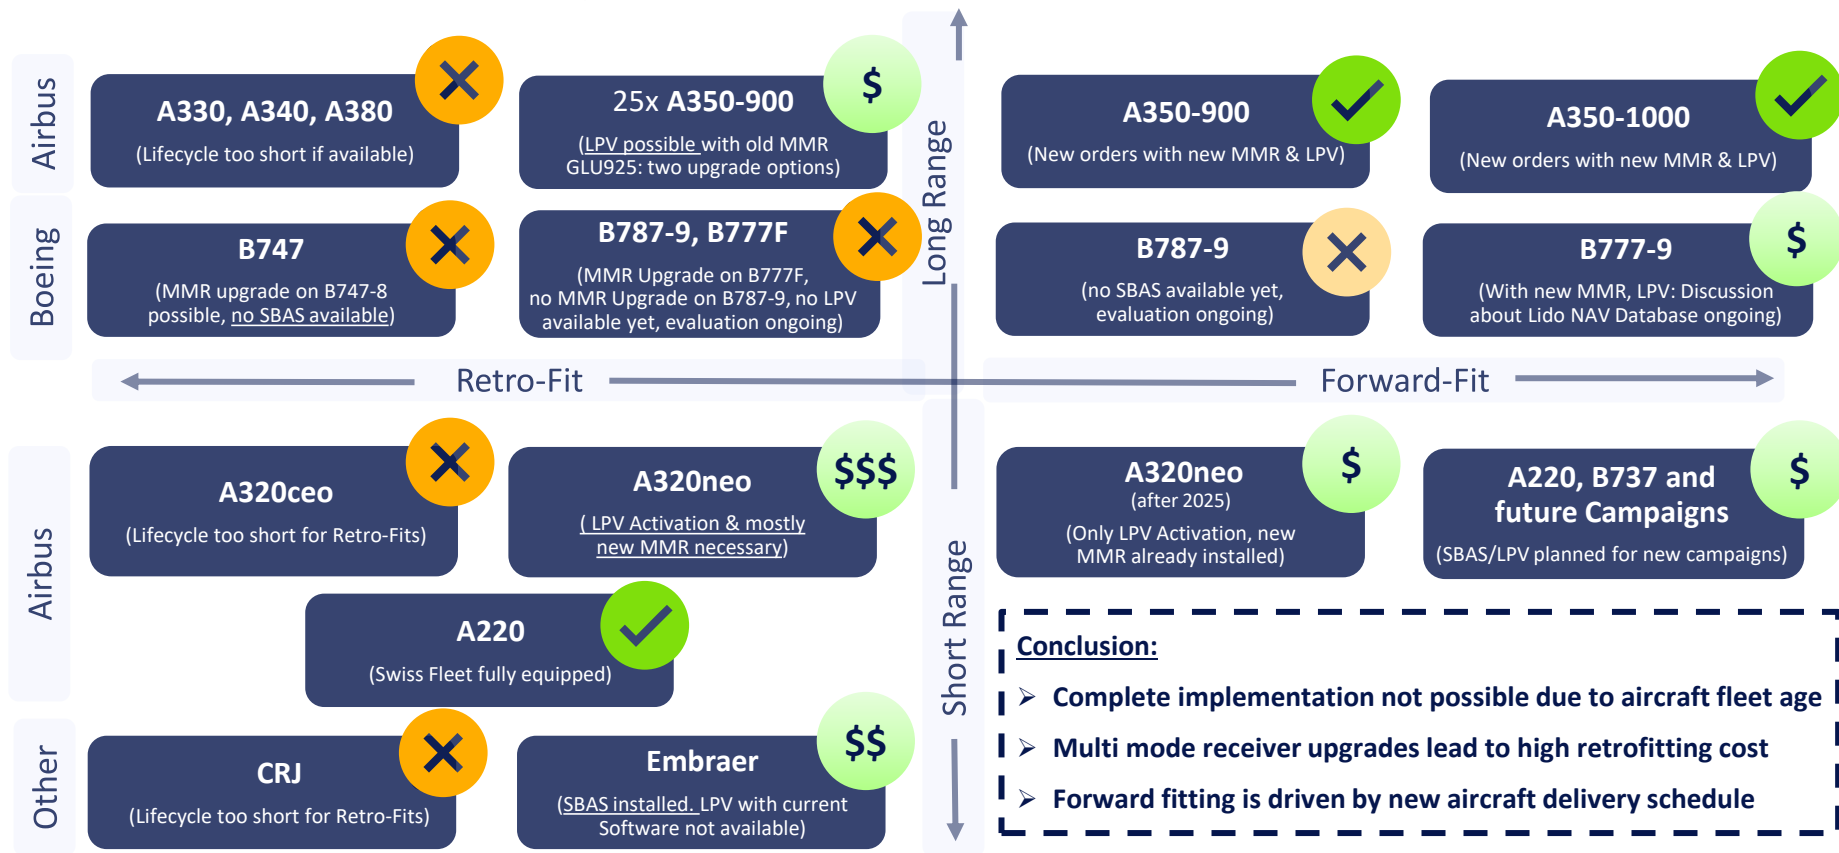 Airbus
A330, A340, A380
(Lifecycle too short if available)
25x A350-900
$
(LPV possible with old MMR
GLU925: two upgrade options)
Long Range
A350-900
(New orders with new MMR & LPV)
A350-1000
(New orders with new MMR & LPV)
Boeing
B747
(MMR upgrade on B747-8
possible, no SBAS available)
B787-9, B777F
(MMR Upgrade on B777F,
no MMR Upgrade on B787-9, no LPV
available yet, evaluation ongoing)
B787-9
(no SBAS available yet,
evaluation ongoing)
B777-9
$
(With new MMR, LPV: Discussion
about Lido NAV Database ongoing)
Retro-Fit
Forward-Fit
Airbus
A320ceo
(Lifecycle too short for Retro-Fits)
A320neo
$$$
( LPV Activation & mostly
new MMR necessary)
Short Range
A320neo
$
(after 2025)
(Only LPV Activation, new
MMR already installed)
A220, B737 and
future Campaigns
$
(SBAS/LPV planned for new campaigns)
A220
(Swiss Fleet fully equipped)
Other
CRJ
(Lifecycle too short for Retro-Fits)
Embraer
$$
(SBAS installed. LPV with current
Software not available)
Conclusion:
➢ Complete implementation not possible due to aircraft fleet age
➢ Multi mode receiver upgrades lead to high retrofitting cost
➢ Forward fitting is driven by new aircraft delivery schedule